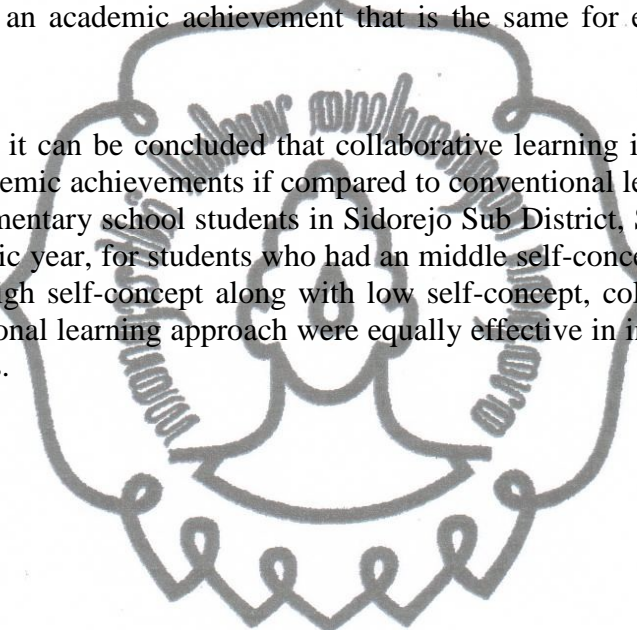 an academic achievement that is the same for e
it can be concluded that collaborative learning i
demic achievements if compared to conventional le
mentary school students in Sidorejo Sub District, S
ic year, for students who had an middle self-conce
gh self-concept along with low self-concept, col
onal learning approach were equally effective in i
.